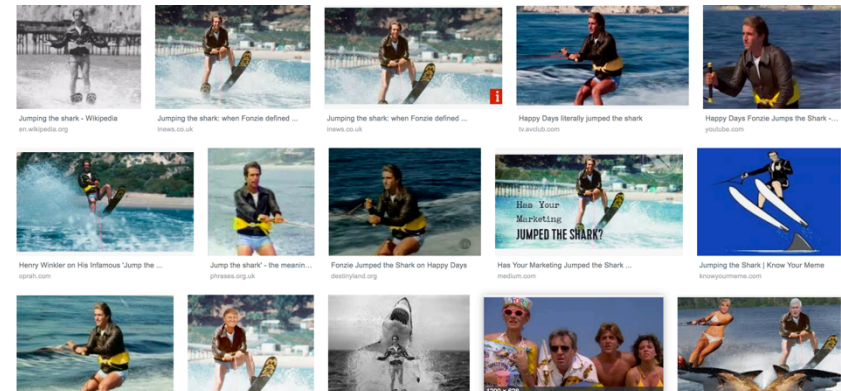 i
Jumping the shark - Wikipedia
en.wikipedia.org
Jumping the shark: when Fonzie defined ...
inews.co.uk
Jumping the shark: when Fonzie defined ...
inews.co.uk
Happy Days literally jumped the shark
tv.avclub.com
Happy Days Fonzie Jumps the Shark -...
youtube.com
Has Your
Marketing
JUMPED THE SHARK?
Henry Winkler on His Infamous 'Jump the ...
oprah.com
Jump the shark' - the meanin...
phrases.org.uk
Fonzie Jumped the Shark on Happy Days
destinyland.org
Has Your Marketing Jumped the Shark ...
medium.com
Jumping the Shark | Know Your Meme
knowyourmeme.com